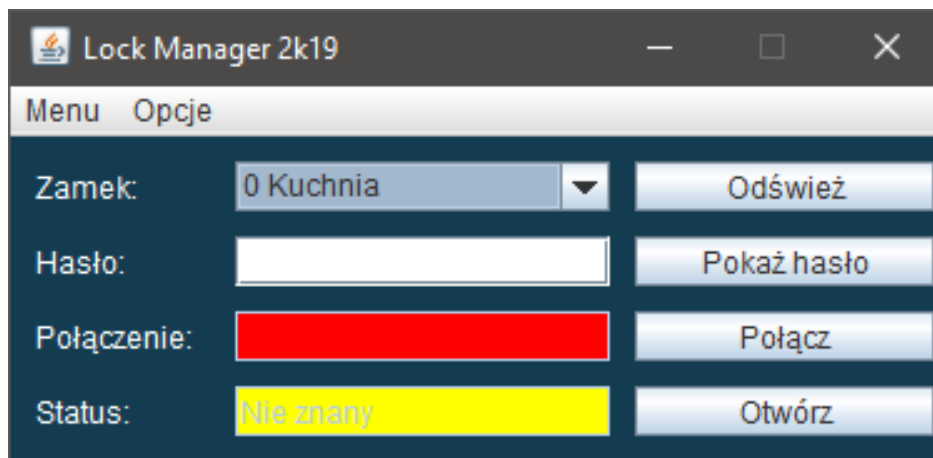 Lock Manager 2k19
Menu Opcje
Zamek: 0 Kuchnia Odśwież
Hasło: Pokaż hasło
Połączenie: Połącz
Status: Nie znany Otwórz